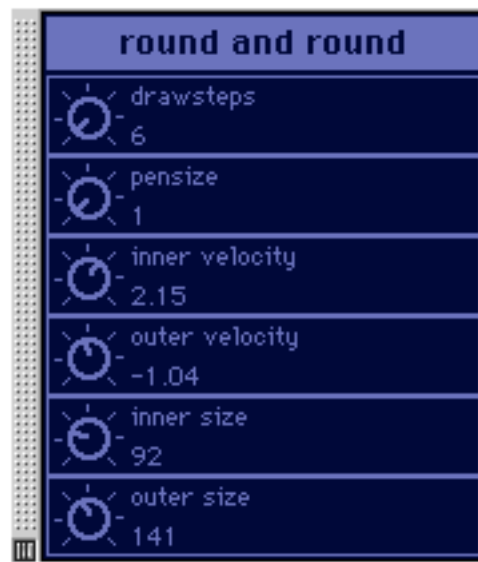 round and round
drawsteps
6
pensize
1
inner velocity
2.15
outer velocity
-1.04
inner size
92
outer size
141